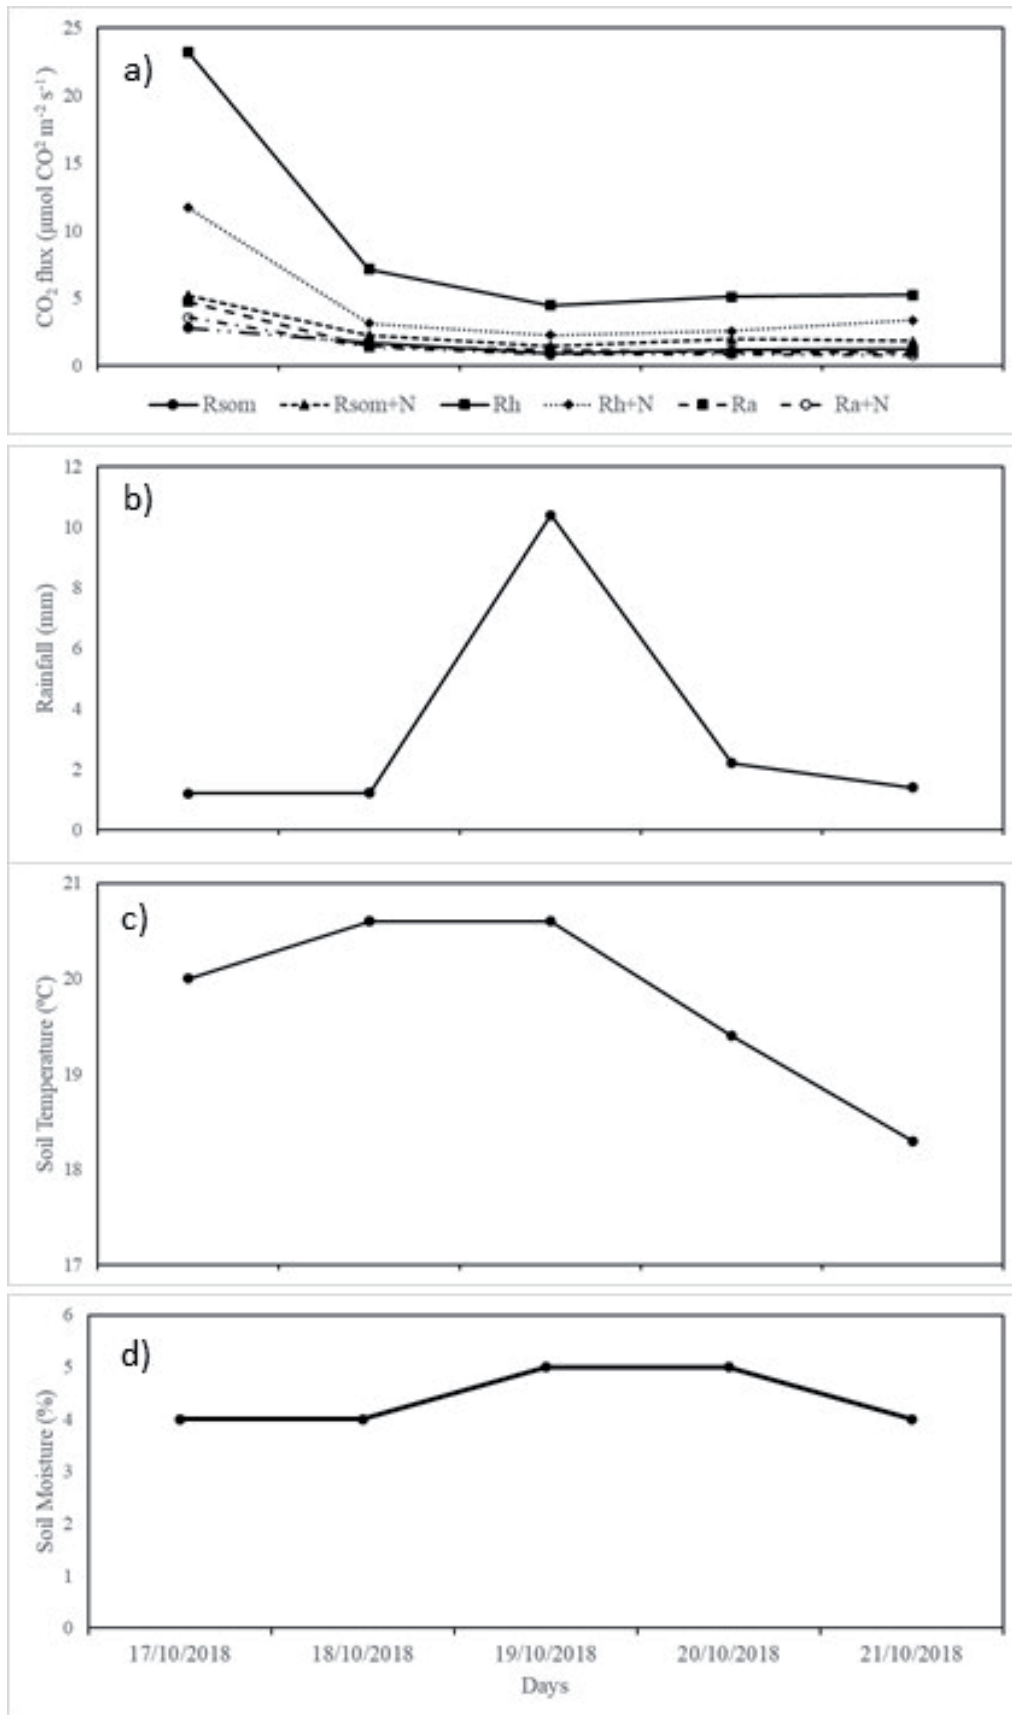 a)
CO₂ flux (µmol CO² m⁻² s⁻¹)
25
20
15
10
5
0
Rsom Rsom+N Rh Rh+N Ra Ra+N
b)
Rainfall (mm)
12
10
8
6
4
2
0
c)
Soil Temperature (ºC)
21
20
19
18
17
d)
Soil Moisture (%)
6
5
4
3
2
1
0
17/10/2018 18/10/2018 19/10/2018 20/10/2018 21/10/2018
Days